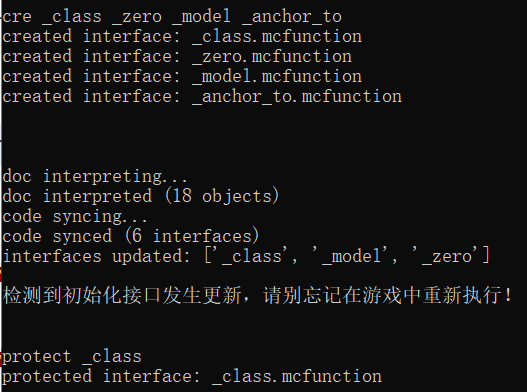 cre _class _zero _model _anchor_to
created interface: _class.mcfunction
created interface: _zero.mcfunction
created interface: _model.mcfunction
created interface: _anchor_to.mcfunction
doc interpreting...
doc interpreted (18 objects)
code syncing...
code synced (6 interfaces)
interfaces updated: ['_class', '_model', '_zero']
检测到初始化接口发生更新，请别忘记在游戏中重新执行！
protect _class
protected interface: _class.mcfunction